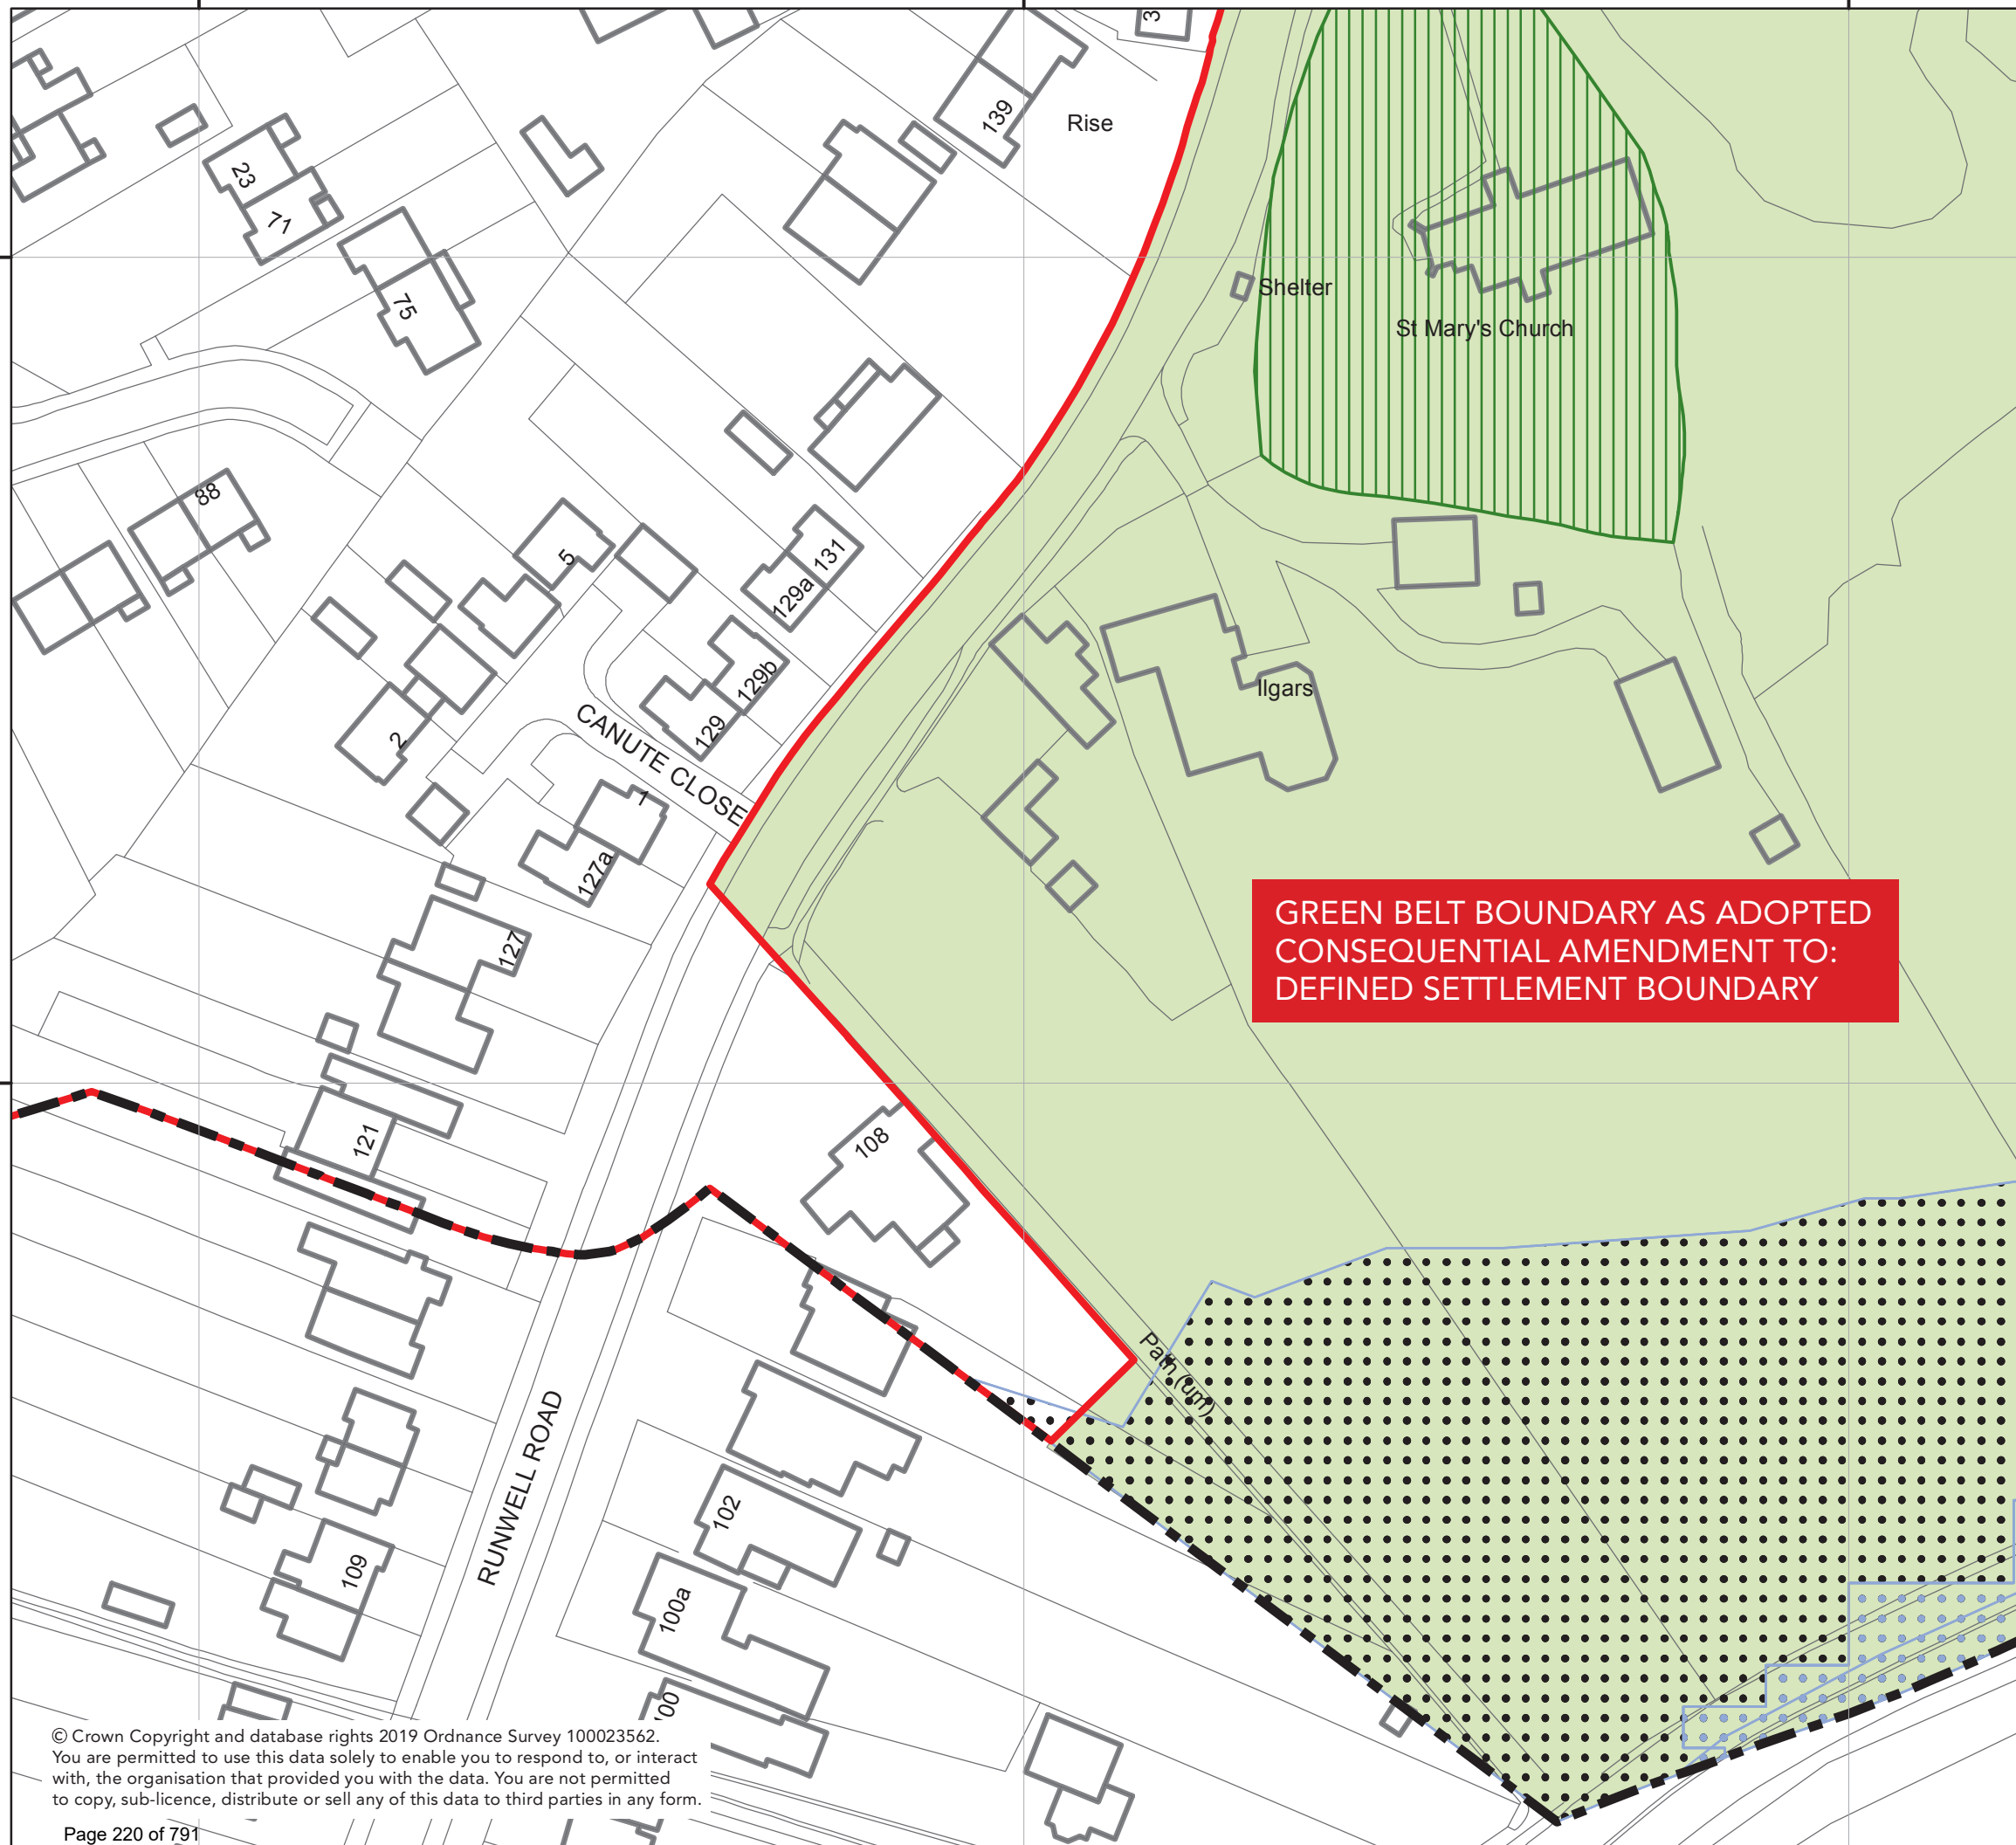 3
139
Rise
23
71
75
Shelter
St Mary's Church
88
5
131
129a
129b
129
Ilgars
2
CANUTE CLOSE
1
127a
127
GREEN BELT BOUNDARY AS ADOPTED
CONSEQUENTIAL AMENDMENT TO:
DEFINED SETTLEMENT BOUNDARY
121
108
Path (um)
RUNWELL ROAD
102
109
100a
100
© Crown Copyright and database rights 2019 Ordnance Survey 100023562.
You are permitted to use this data solely to enable you to respond to, or interact
with, the organisation that provided you with the data. You are not permitted
to copy, sub-licence, distribute or sell any of this data to third parties in any form.
Page 220 of 791